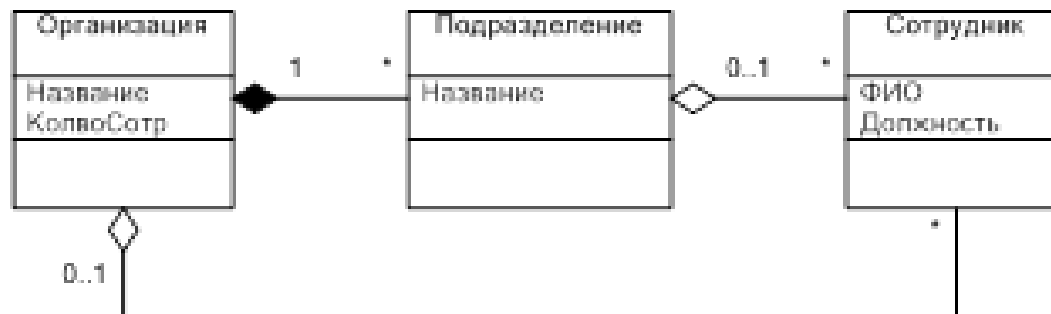 Организация
Название
КолвоСотр
1
*
Подразделение
Название
0..1
*
Сотрудник
ФИО
Должность
0..1
*